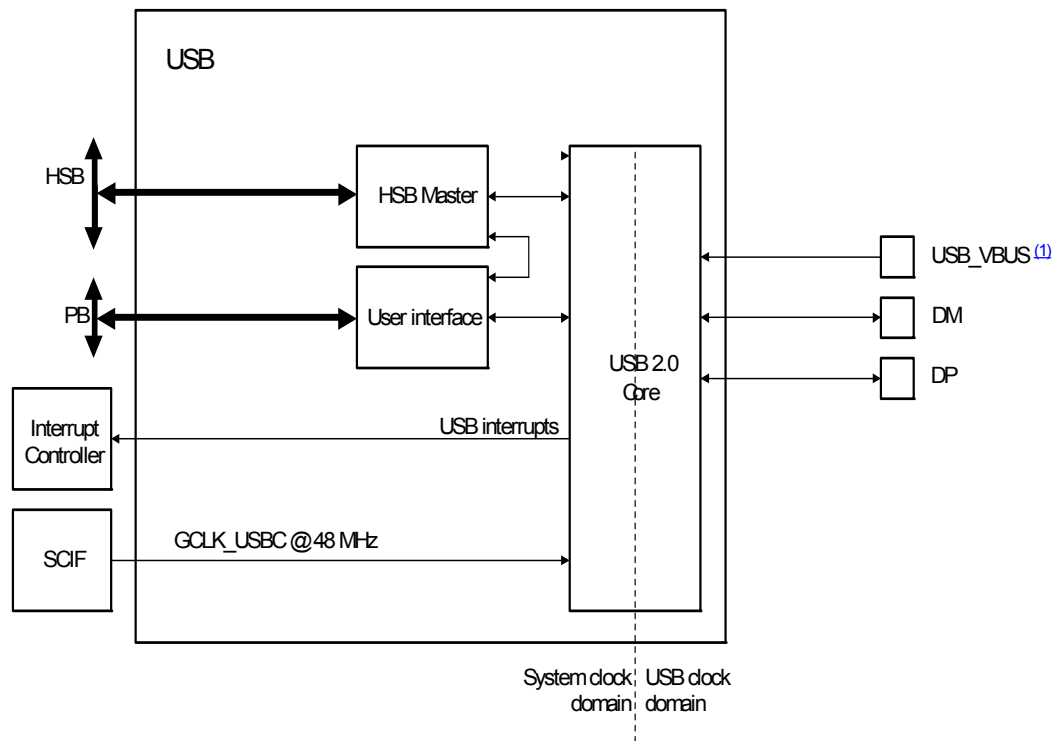 USB
HSB
HSB Master
USB_VBUS (1)
PB
User interface
DM
USB 2.0
Core
DP
Interrupt
Controller
USB interrupts
SCIF
GCLK_USBC @ 48 MHz
System clock
domain
USB clock
domain